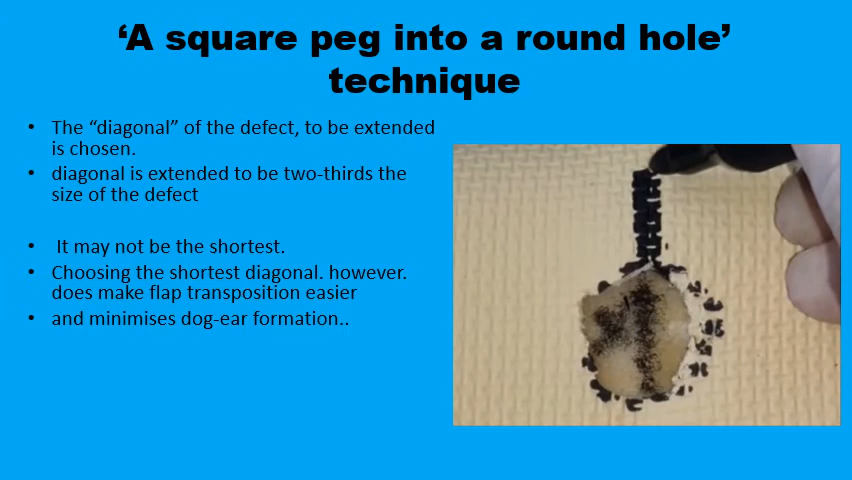 ‘A square peg into a round hole’
technique
• The “diagonal” of the defect, to be extended
is chosen.
• diagonal is extended to be two-thirds the
size of the defect
• It may not be the shortest.
• Choosing the shortest diagonal. however.
does make flap transposition easier
• and minimises dog-ear formation..